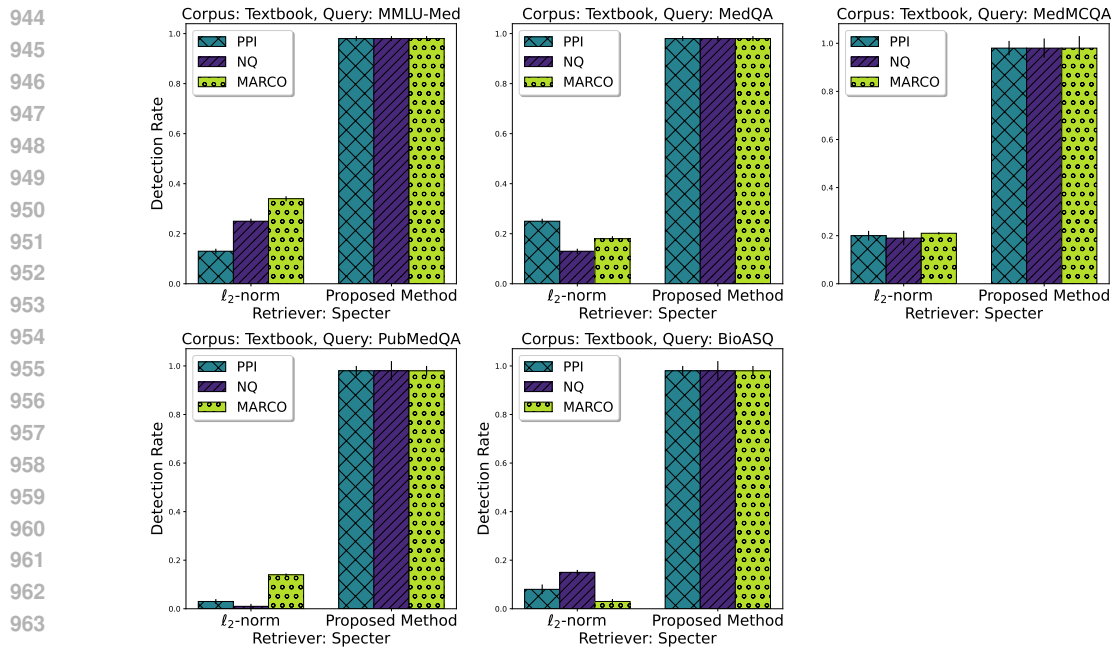 944
945
946
947
948
949
950
951
952
953
954
955
956
957
958
959
960
961
962
963
Corpus: Textbook, Query: MMLU-Med
PPI
NQ
MARCO
Detection Rate
1.0
0.8
0.6
0.4
0.2
0.0
ℓ2-norm Proposed Method
Retriever: Specter
Corpus: Textbook, Query: MedQA
PPI
NQ
MARCO
1.0
0.8
0.6
0.4
0.2
0.0
ℓ2-norm Proposed Method
Retriever: Specter
Corpus: Textbook, Query: MedMCQA
PPI
NQ
MARCO
1.0
0.8
0.6
0.4
0.2
0.0
ℓ2-norm Proposed Method
Retriever: Specter
Corpus: Textbook, Query: PubMedQA
PPI
NQ
MARCO
Detection Rate
1.0
0.8
0.6
0.4
0.2
0.0
ℓ2-norm Proposed Method
Retriever: Specter
Corpus: Textbook, Query: BioASQ
PPI
NQ
MARCO
Detection Rate
1.0
0.8
0.6
0.4
0.2
0.0
ℓ2-norm Proposed Method
Retriever: Specter